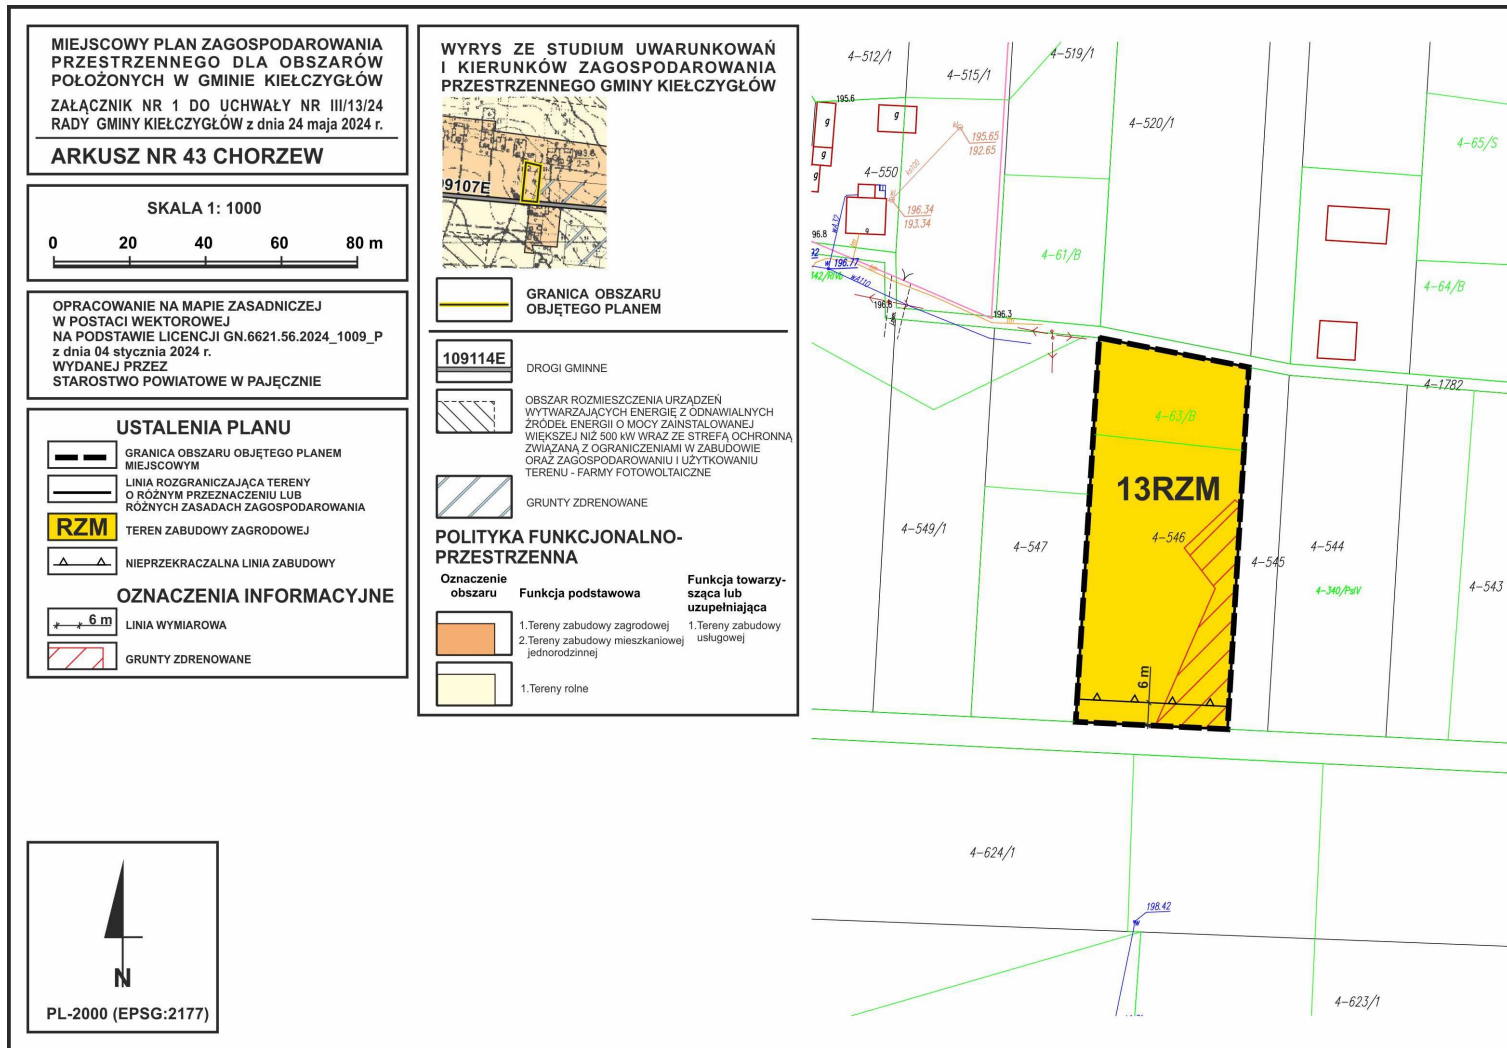 MIEJSCOWY PLAN ZAGOSPODAROWANIA
PRZESTRZENNEGO DLA OBSZARÓW
POŁOŻONYCH W GMINIE KIEŁCZYGŁÓW
ZAŁĄCZNIK NR 1 DO UCHWAŁY NR III/13/24
RADY GMINY KIEŁCZYGŁÓW z dnia 24 maja 2024 r.
ARKUSZ NR 43 CHORZEW
SKALA 1: 1000
0 20 40 60 80 m
OPRACOWANIE NA MAPIE ZASADNICZEJ
W POSTACI WEKTOROWEJ
NA PODSTAWIE LICENCJI GN.6621.56.2024_1009_P
z dnia 04 stycznia 2024 r.
WYDANEJ PRZEZ
STAROSTWO POWIATOWE W PAJĘCZNIE
USTALENIA PLANU
GRANICA OBSZARU OBJĘTEGO PLANEM
MIEJSCOWYM
LINIA ROZGRANICZAJĄCA TERENY
O RÓŻNYM PRZEZNACZENIU LUB
RÓŻNYCH ZASADACH ZAGOSPODAROWANIA
RZM TEREN ZABUDOWY ZAGRODOWEJ
NIEPRZEKRACZALNA LINIA ZABUDOWY
OZNACZENIA INFORMACYJNE
6 m LINIA WYMIAROWA
GRUNTY ZDRENOWANE
N
PL-2000 (EPSG:2177)
WYRYS ZE STUDIUM UWARUNKOWAŃ
I KIERUNKÓW ZAGOSPODAROWANIA
PRZESTRZENNEGO GMINY KIEŁCZYGŁÓW
09107E
GRANICA OBSZARU
OBJĘTEGO PLANEM
109114E DROGI GMINNE
OBSZAR ROZMIESZCZENIA URZĄDZEŃ
WYTWARZAJĄCYCH ENERGIĘ Z ODNAWIALNYCH
ŹRÓDEŁ ENERGII O MOCY ZAINSTALOWANEJ
WIĘKSZEJ NIŻ 500 kW WRAZ ZE STREFĄ OCHRONNĄ
ZWIĄZANĄ Z OGRANICZENIAMI W ZABUDOWIE
ORAZ ZAGOSPODAROWANIU I UŻYTKOWANIU
TERENU - FARMY FOTOWOLTAICZNE
GRUNTY ZDRENOWANE
POLITYKA FUNKCJONALNO-
PRZESTRZENNA
Oznaczenie
obszaru
Funkcja podstawowa
Funkcja towarzy-
sząca lub
uzupełniająca
1.Tereny zabudowy zagrodowej
2.Tereny zabudowy mieszkaniowej
jednorodzinnej
1.Tereny zabudowy
usługowej
1.Tereny rolne
4-512/1
4-515/1
4-519/1
4-520/1
4-65/S
195.6
g
g
g
g
195.65
192.65
ks100
4-550
196.34
193.34
wA32
96.8
196.77
wA110
4-61/B
4-64/B
196.3
4-1782
4-63/B
13RZM
4-549/1
4-547
4-546
4-545
4-544
4-340/PsIV
4-543
6 m
4-624/1
198.42
4-623/1